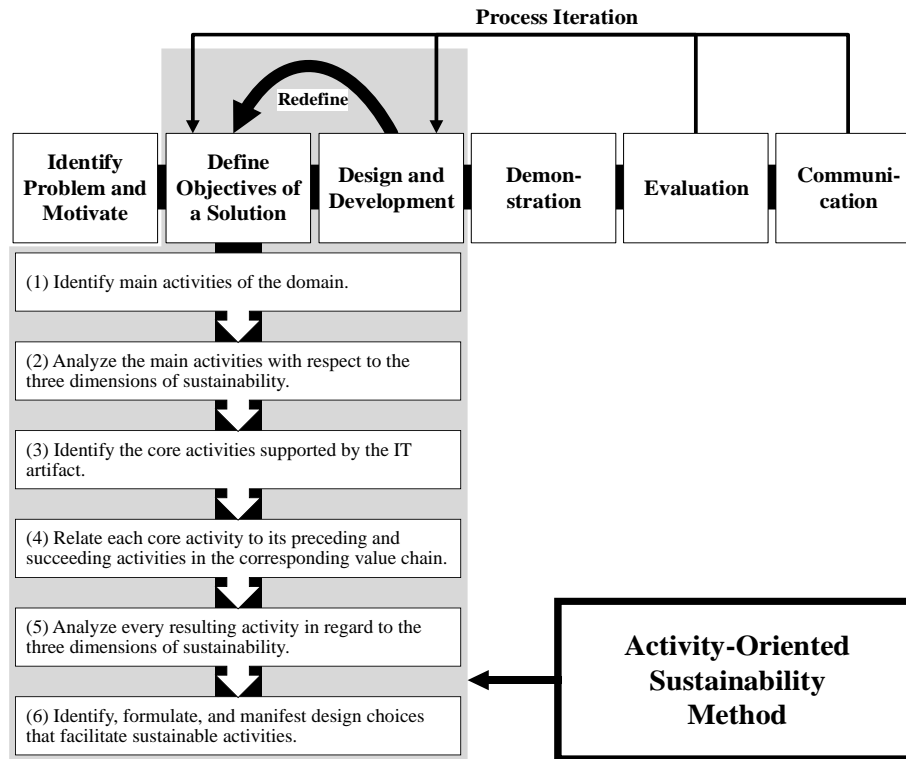 Process Iteration
Redefine
Identify
Problem and
Motivate
Define
Objectives of
a Solution
Design and
Development
Demon-
stration
Evaluation
Communi-
cation
(1) Identify main activities of the domain.
(2) Analyze the main activities with respect to the
three dimensions of sustainability.
(3) Identify the core activities supported by the IT
artifact.
(4) Relate each core activity to its preceding and
succeeding activities in the corresponding value chain.
(5) Analyze every resulting activity in regard to the
three dimensions of sustainability.
(6) Identify, formulate, and manifest design choices
that facilitate sustainable activities.
Activity-Oriented
Sustainability
Method